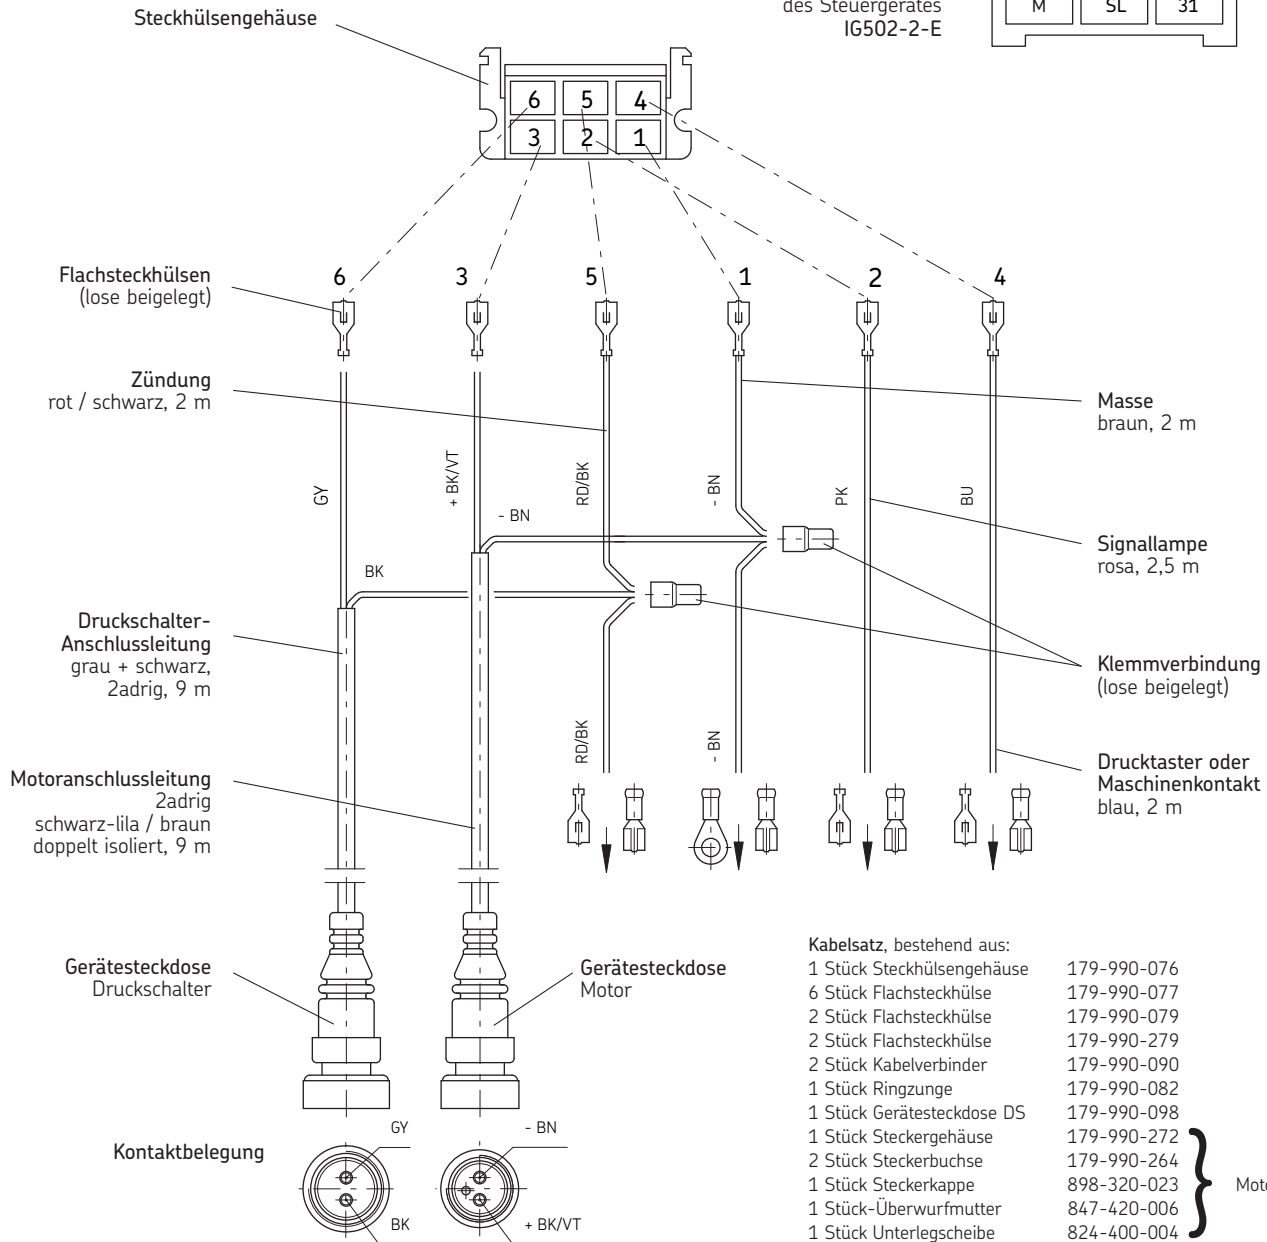 des Steuergerätes
IG502-2-E
M SL 31
Steckhülsengehäuse
6 5 4
3 2 1
Flachsteckhülsen
(lose beigelegt)
6 3 5 1 2 4
Zündung
rot / schwarz, 2 m
Masse
braun, 2 m
GY
+ BK/VT
RD/BK
- BN
PK
BU
- BN
Signallampe
rosa, 2,5 m
BK
Druckschalter-
Anschlussleitung
grau + schwarz,
2adrig, 9 m
Klemmverbindung
(lose beigelegt)
RD/BK
- BN
Motoranschlussleitung
2adrig
schwarz-lila / braun
doppelt isoliert, 9 m
Drucktaster oder
Maschinenkontakt
blau, 2 m
Gerätesteckdose
Druckschalter
Gerätesteckdose
Motor
Kontaktbelegung
GY
- BN
BK
+ BK/VT
Kabelsatz, bestehend aus:
1 Stück Steckhülsengehäuse 179-990-076
6 Stück Flachsteckhülse 179-990-077
2 Stück Flachsteckhülse 179-990-079
2 Stück Flachsteckhülse 179-990-279
2 Stück Kabelverbinder 179-990-090
1 Stück Ringzunge 179-990-082
1 Stück Gerätesteckdose DS 179-990-098
1 Stück Steckergehäuse 179-990-272
2 Stück Steckerbuchse 179-990-264
1 Stück Steckerkappe 898-320-023
1 Stück-Überwurfmutter 847-420-006
1 Stück Unterlegscheibe 824-400-004
Moto